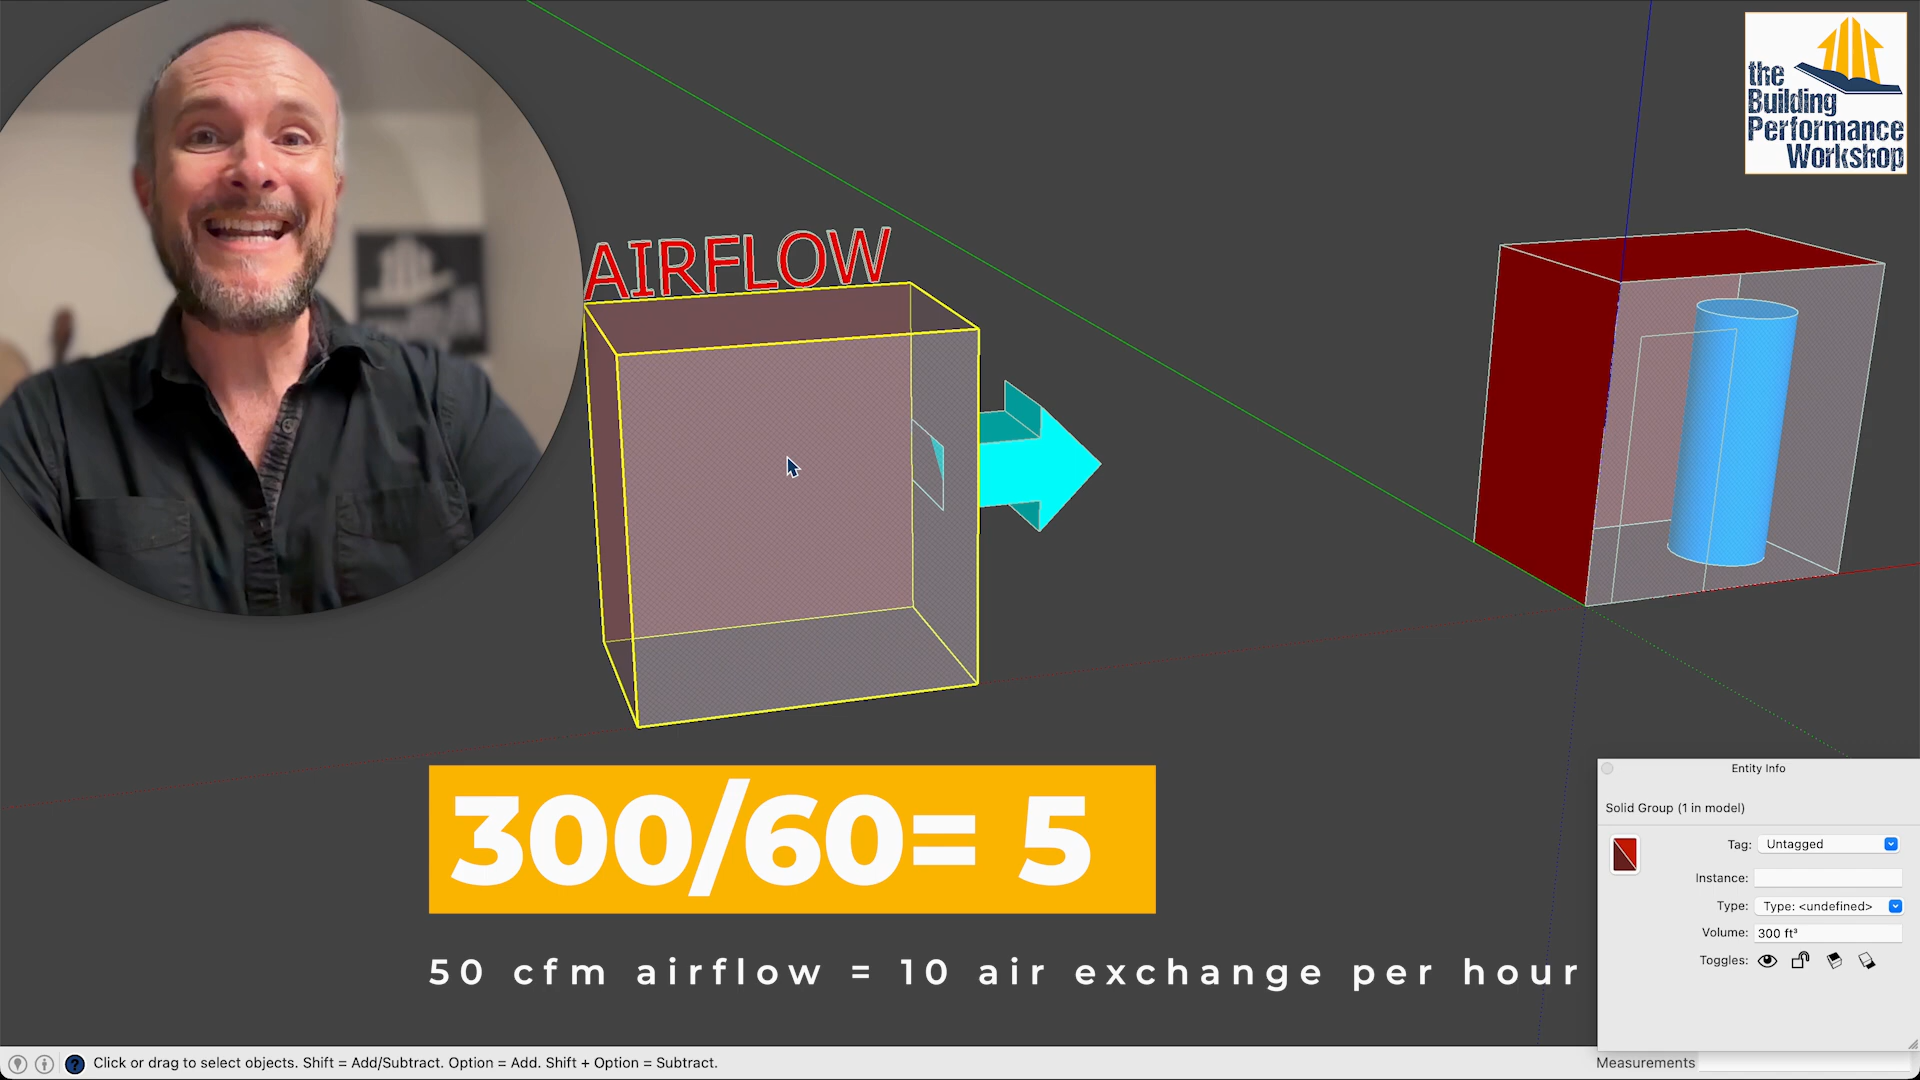 the
Building
Performance
Workshop
AIRFLOW
300/60= 5
50 cfm airflow = 10 air exchange per hour
Entity Info
Solid Group (1 in model)
Tag: Untagged
Instance:
Type: Type: <undefined>
Volume: 300 ft³
Toggles:
Click or drag to select objects. Shift = Add/Subtract. Option = Add. Shift + Option = Subtract.
Measurements